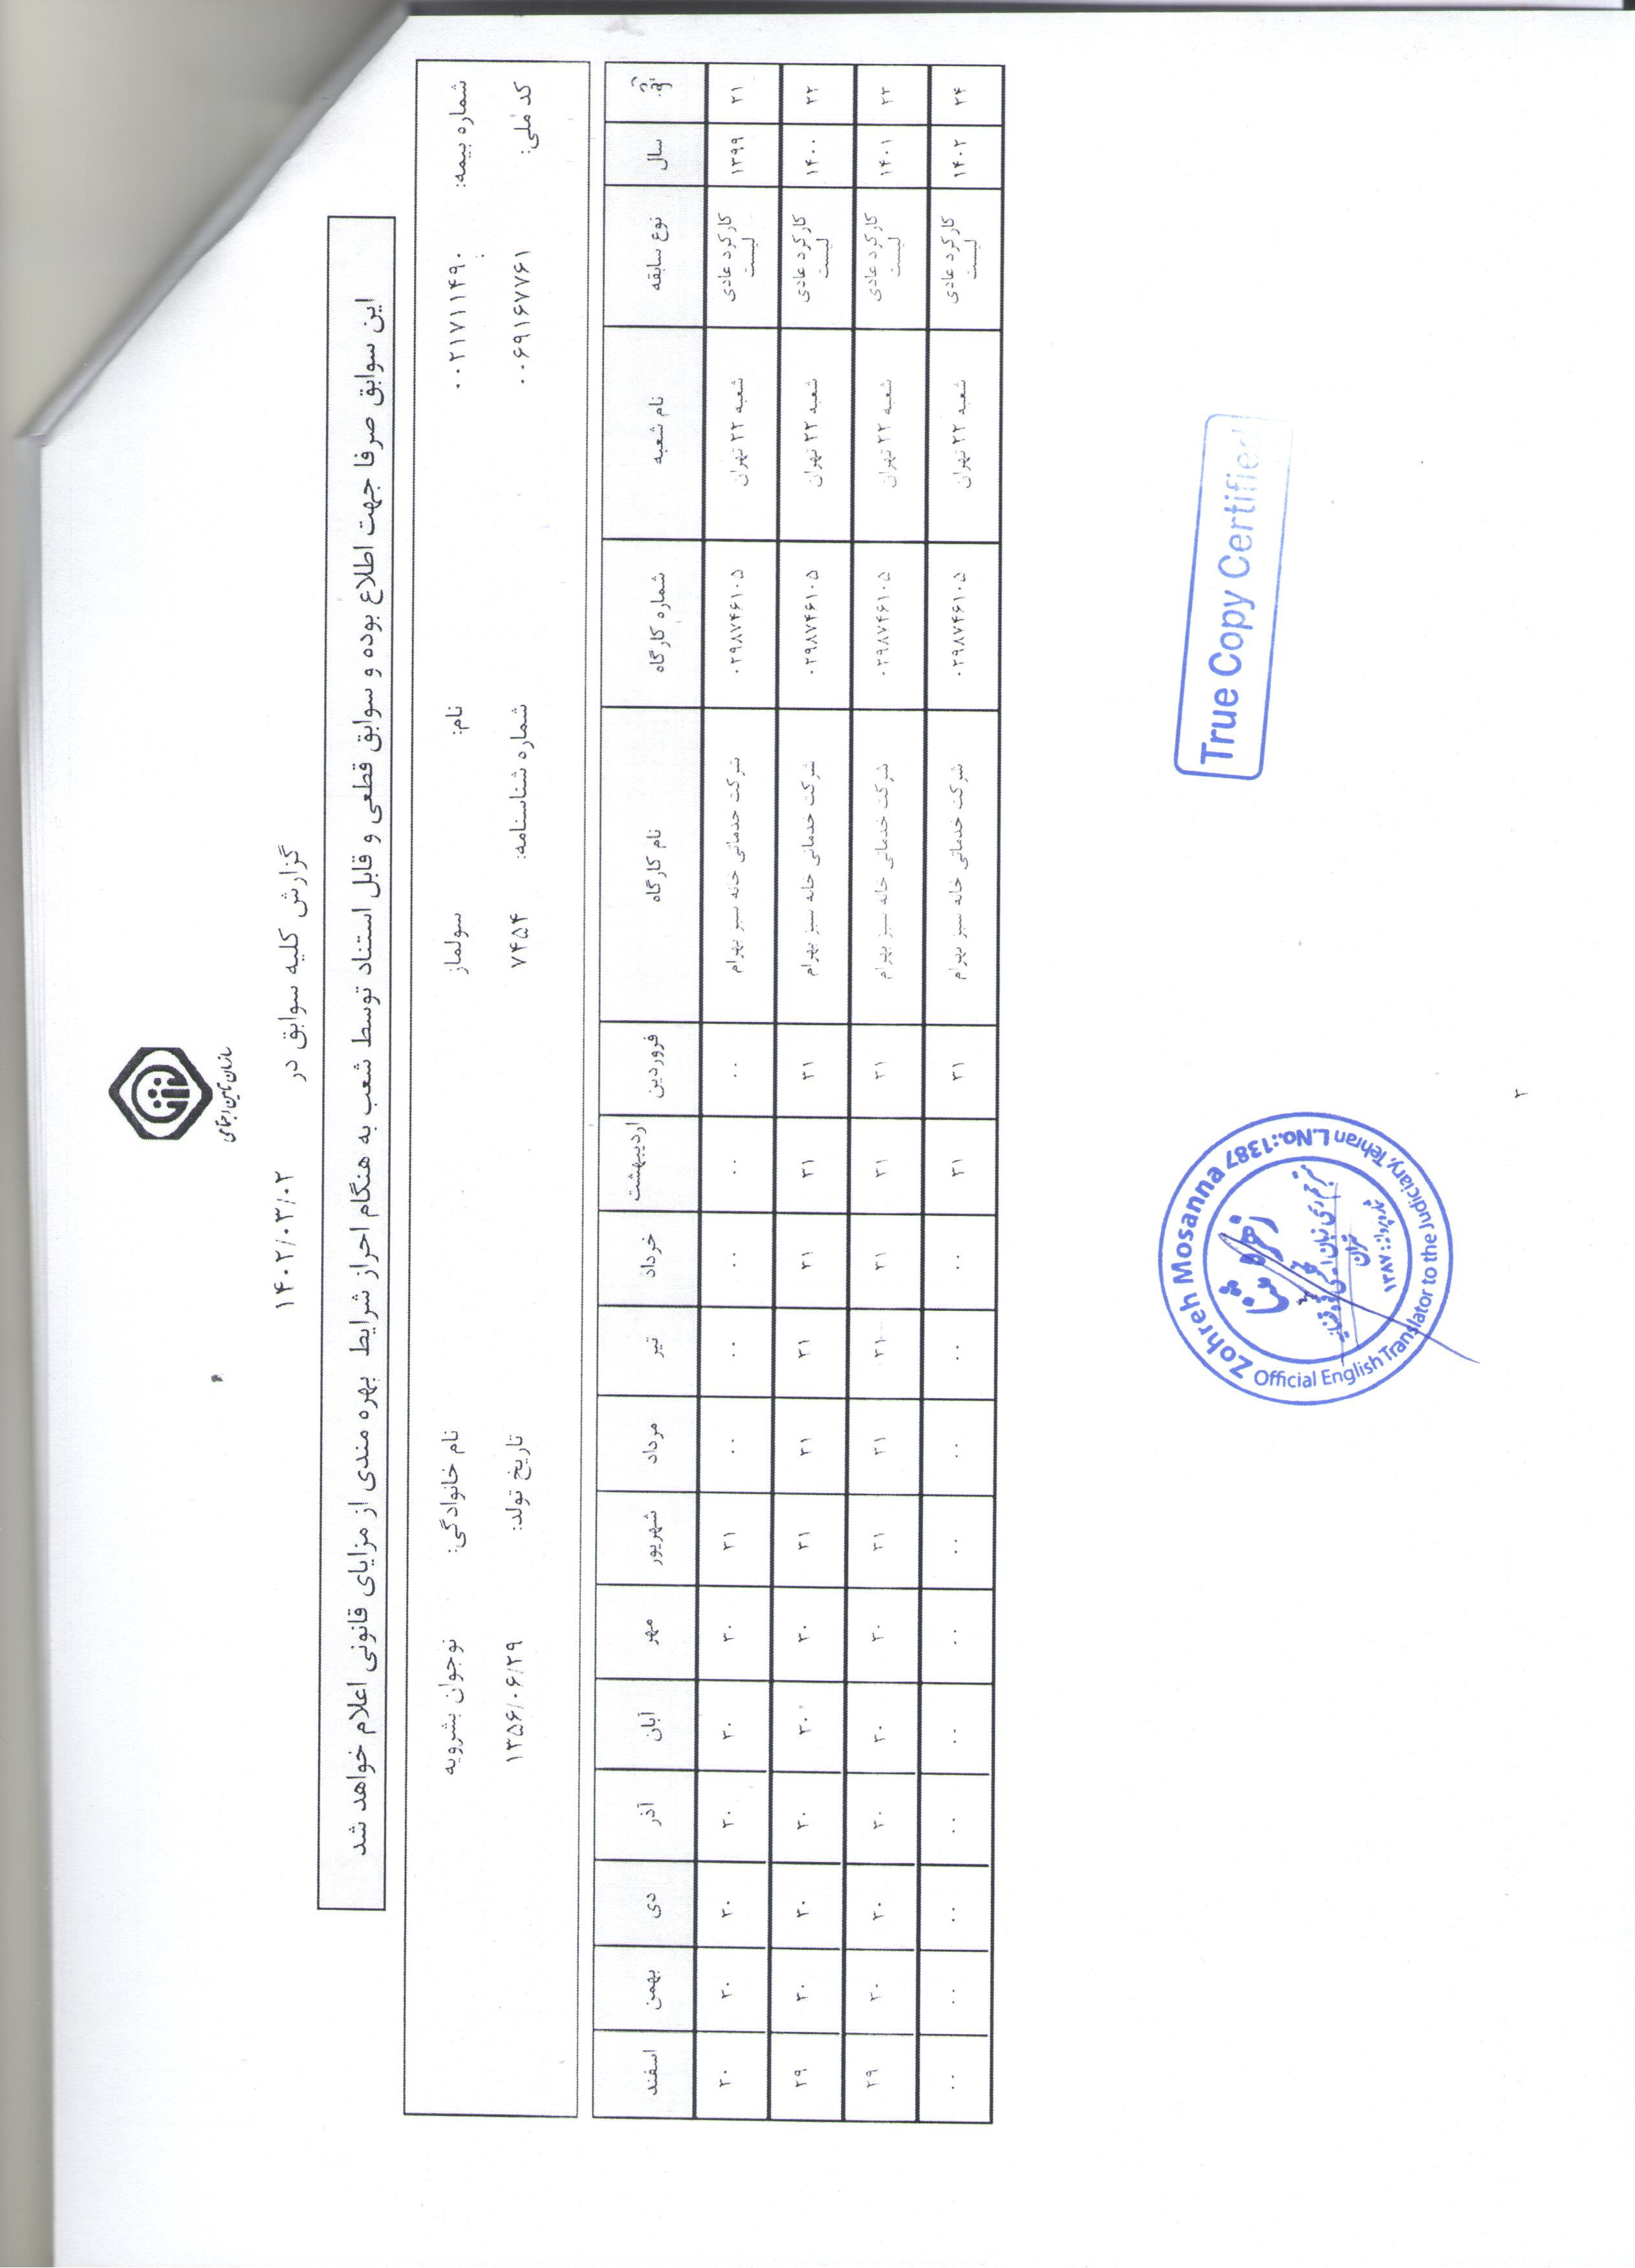 سازمان تامین اجتماعی
گزارش کلیه سوابق در ۱۴۰۲/۰۳/۰۲
این سوابق صرفا جهت اطلاع بوده و سوابق قطعی و قابل استناد توسط شعب به هنگام احراز شرایط بهره مندی از مزایای قانونی اعلام خواهد شد
شماره بیمه: ۰۰۲۱۷۱۱۴۹۰ نام: سولماز نام خانوادگی: نوجوان بشرویه
کد ملی: ۰۰۶۹۱۶۷۷۶۱ شماره شناسنامه: ۷۴۵۴ تاریخ تولد: ۱۳۵۶/۰۶/۲۹
ردیف سال نوع سابقه نام شعبه شماره کارگاه نام کارگاه فروردین اردیبهشت خرداد تیر مرداد شهریور مهر آبان آذر دی بهمن اسفند
۲۱ ۱۳۹۹ کارکرد عادی لیست شعبه ۲۲ تهران ۰۲۹۸۷۴۶۱۰۵ شرکت خدماتی خانه سبز بهرام ۰۰ ۰۰ ۰۰ ۰۰ ۰۰ ۳۱ ۳۰ ۳۰ ۳۰ ۳۰ ۳۰ ۳۰
۲۲ ۱۴۰۰ کارکرد عادی لیست شعبه ۲۲ تهران ۰۲۹۸۷۴۶۱۰۵ شرکت خدماتی خانه سبز بهرام ۳۱ ۳۱ ۳۱ ۳۱ ۳۱ ۳۱ ۳۰ ۳۰ ۳۰ ۳۰ ۳۰ ۲۹
۲۳ ۱۴۰۱ کارکرد عادی لیست شعبه ۲۲ تهران ۰۲۹۸۷۴۶۱۰۵ شرکت خدماتی خانه سبز بهرام ۳۱ ۳۱ ۳۱ ۳۱ ۳۱ ۳۱ ۳۰ ۳۰ ۳۰ ۳۰ ۳۰ ۲۹
۲۴ ۱۴۰۲ کارکرد عادی لیست شعبه ۲۲ تهران ۰۲۹۸۷۴۶۱۰۵ شرکت خدماتی خانه سبز بهرام ۳۱ ۳۱ ۰۰ ۰۰ ۰۰ ۰۰ ۰۰ ۰۰ ۰۰ ۰۰ ۰۰ ۰۰
True Copy Certified
Zohreh Mosanna
Official English Translator to the Judiciary, Tehran L.No.:1387
زهره مثنا
مترجم رسمی زبان انگلیسی قوه قضائیه
تهران
شماره پروانه: ۱۳۸۷
۳